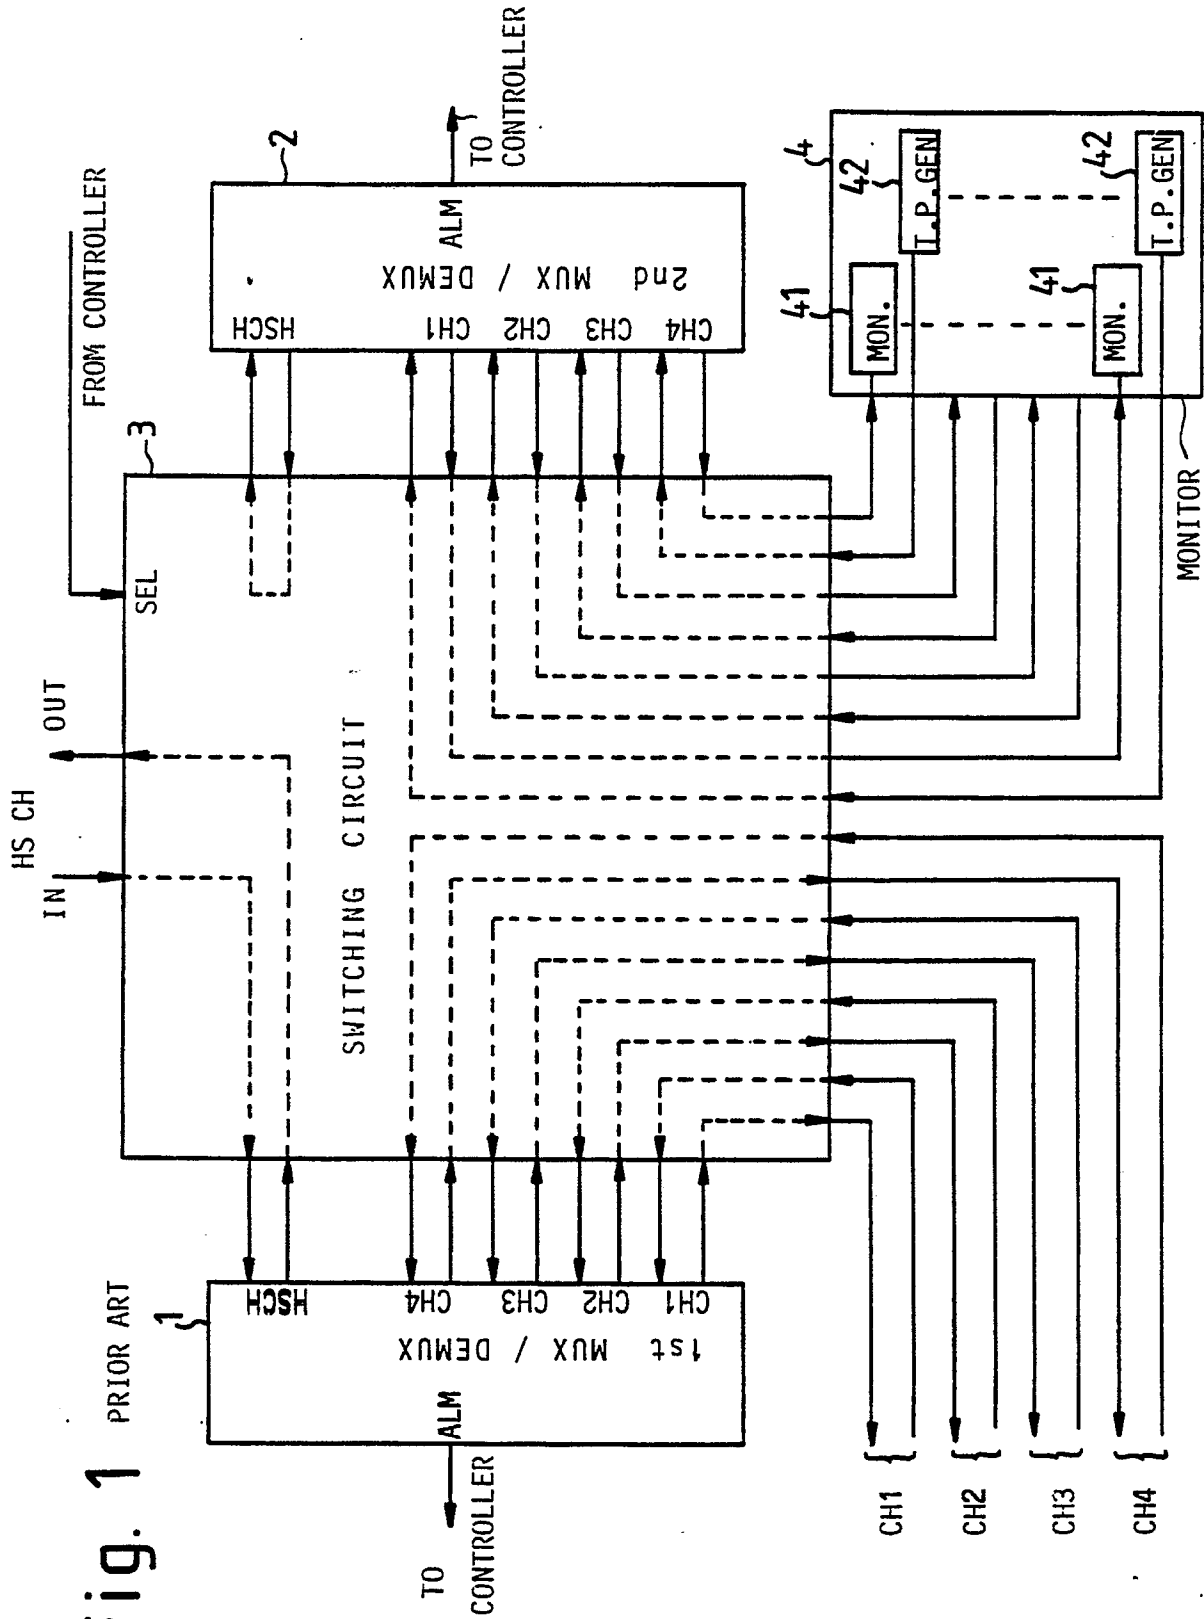 Fig. 1
PRIOR ART
HS CH
IN
OUT
FROM CONTROLLER
SEL
3
SWITCHING CIRCUIT
1
1st MUX / DEMUX
HSCH
CH4
CH3
CH2
CH1
ALM
TO
CONTROLLER
2
2nd MUX / DEMUX
HSCH
CH1
CH2
CH3
CH4
ALM
TO
CONTROLLER
CH1
CH2
CH3
CH4
MONITOR
4
41
MON.
42
T.P.GEN
41
MON.
42
T.P.GEN